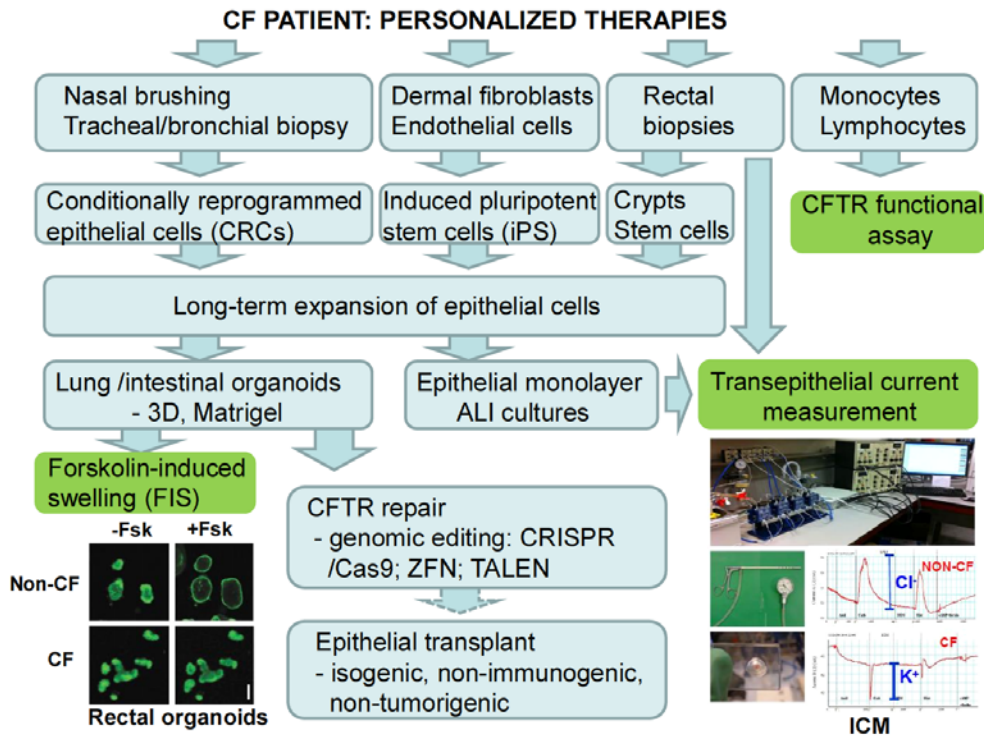 CF PATIENT: PERSONALIZED THERAPIES
Nasal brushing
Tracheal/bronchial biopsy
Dermal fibroblasts
Endothelial cells
Rectal
biopsies
Monocytes
Lymphocytes
Conditionally reprogrammed
epithelial cells (CRCs)
Induced pluripotent
stem cells (iPS)
Crypts
Stem cells
CFTR functional
assay
Long-term expansion of epithelial cells
Lung /intestinal organoids
- 3D, Matrigel
Epithelial monolayer
ALI cultures
Transepithelial current
measurement
Forskolin-induced
swelling (FIS)
-Fsk +Fsk
Non-CF
CF
Rectal organoids
CFTR repair
- genomic editing: CRISPR
/Cas9; ZFN; TALEN
Epithelial transplant
- isogenic, non-immunogenic,
non-tumorigenic
NON-CF
Cl-
CF
K+
ICM